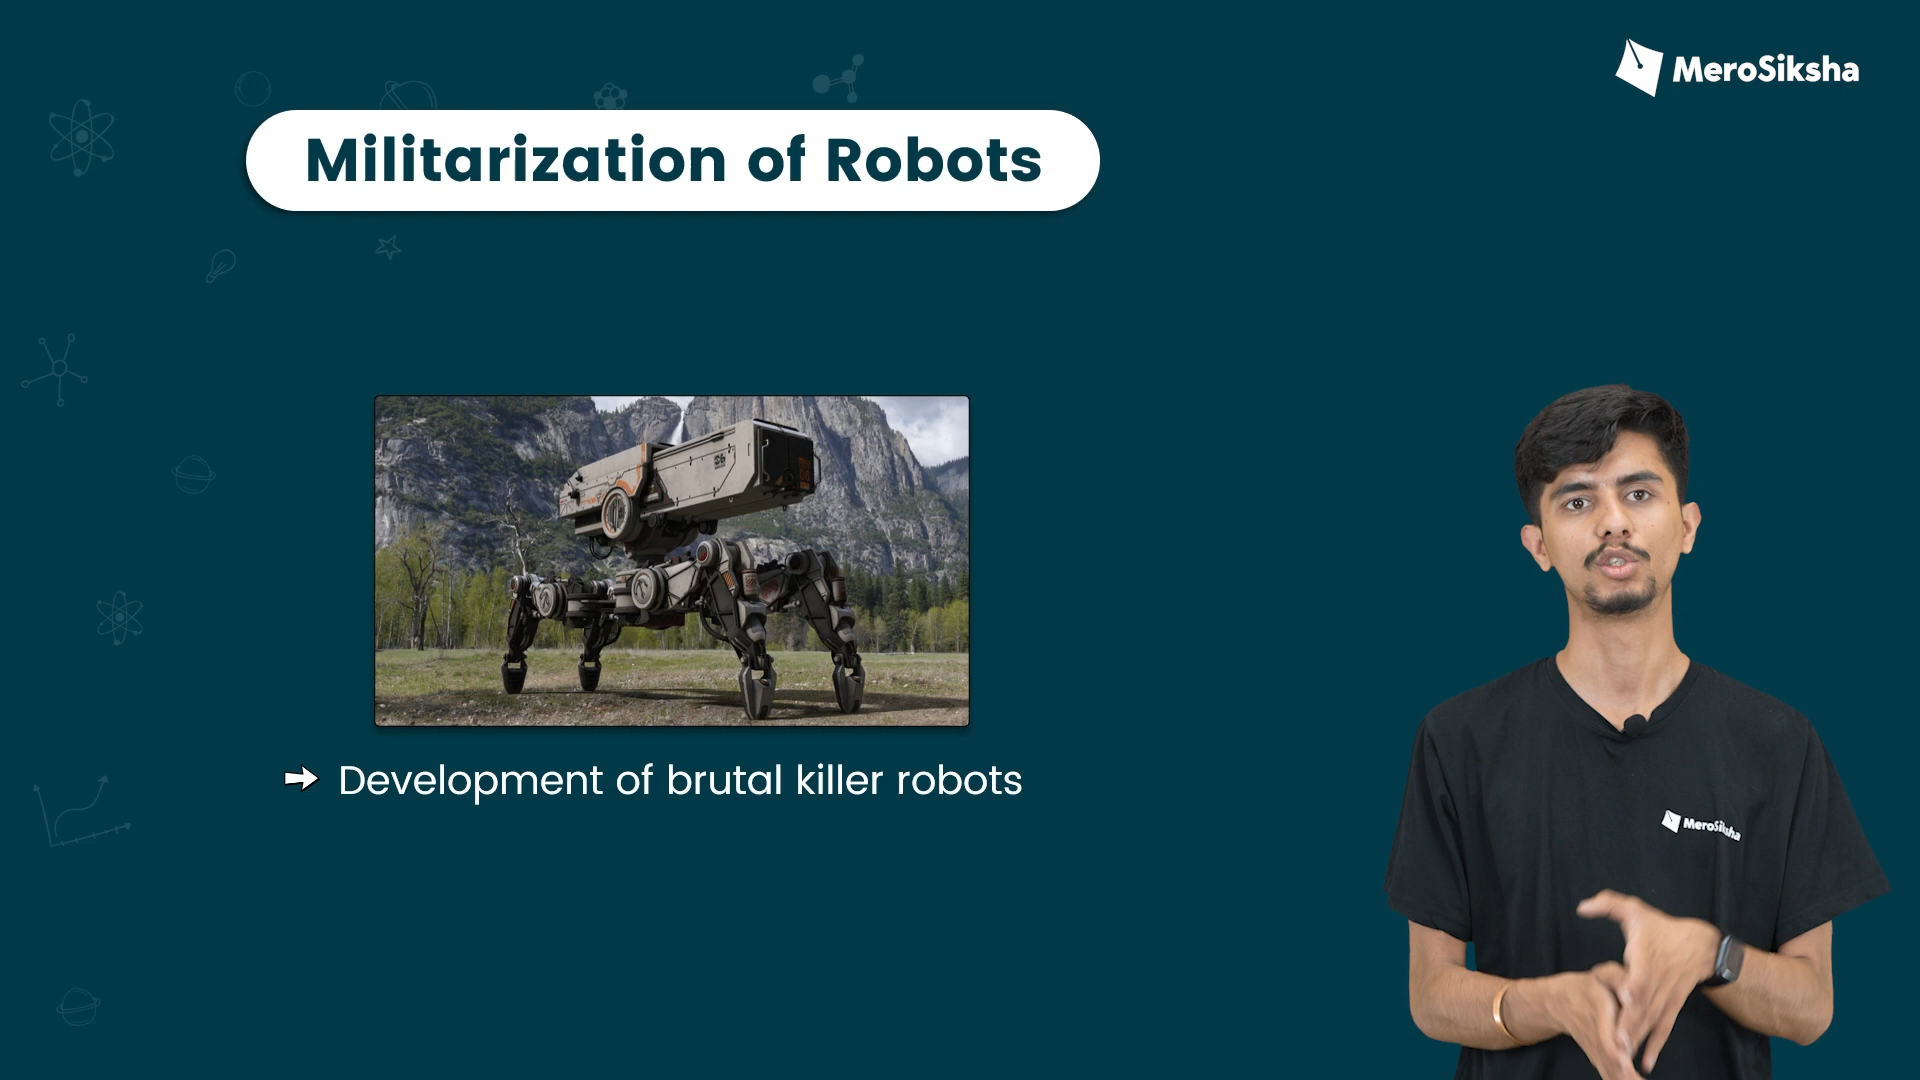 MeroSiksha
Militarization of Robots
Development of brutal killer robots
MeroSiksha